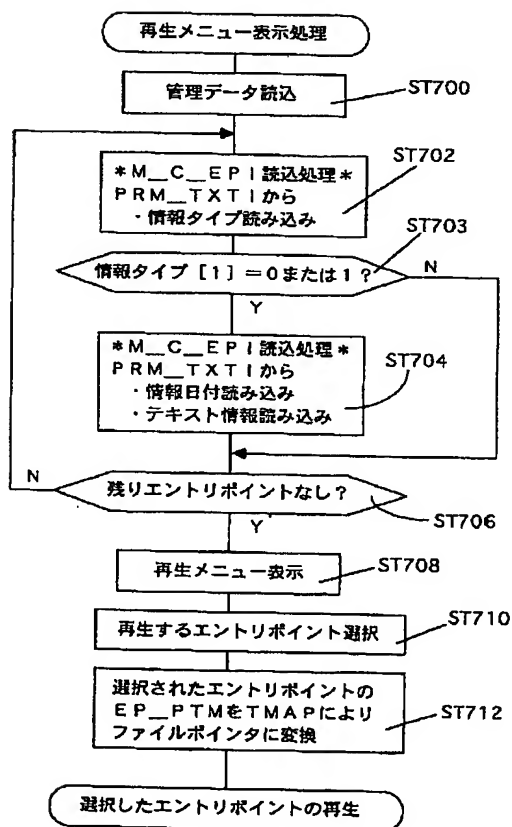 再生メニュー表示処理
管理データ読込
ST700
*M__C__EPI読込処理*
PRM__TXTIから
・情報タイプ読み込み
ST702
情報タイプ[1]=0または1?
ST703
N
Y
*M__C__EPI読込処理*
PRM__TXTIから
・情報日付読み込み
・テキスト情報読み込み
ST704
残りエントリポイントなし?
N
ST706
Y
再生メニュー表示
ST708
再生するエントリポイント選択
ST710
選択されたエントリポイントの
EP__PTMをTMAPにより
ファイルポインタに変換
ST712
選択したエントリポイントの再生